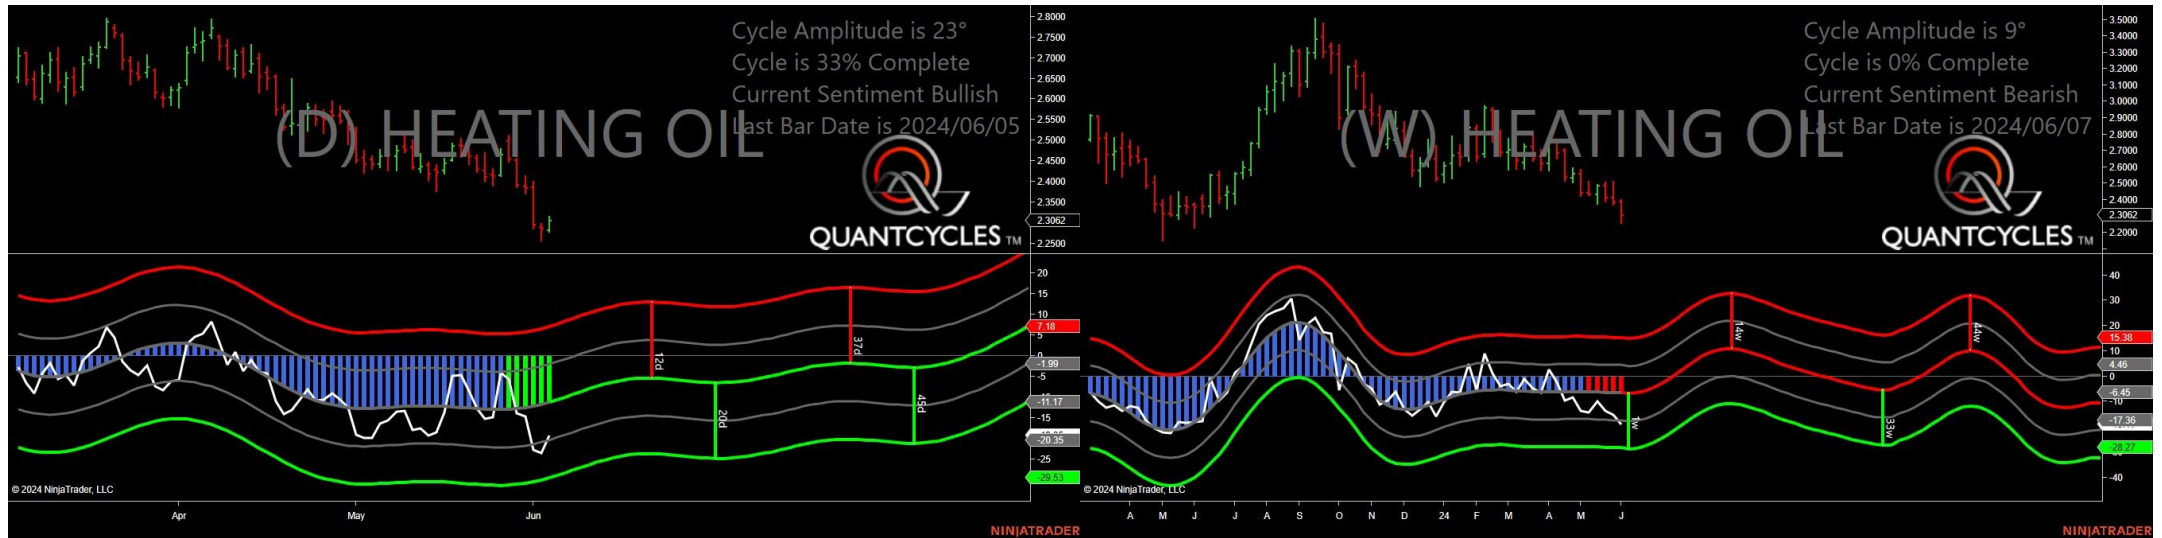 Cycle Amplitude is 23°
Cycle is 33% Complete
Current Sentiment Bullish
Last Bar Date is 2024/06/05
(D) HEATING OIL
QUANTCYCLES TM
2.8000
2.7500
2.7000
2.6500
2.6000
2.5500
2.5000
2.4500
2.4000
2.3500
2.3062
2.2500
20
15
7.18
0
-1.99
-5
-11.17
-15
-20.35
-25
-29.53
12d
20d
37d
45d
© 2024 NinjaTrader, LLC
Apr
May
Jun
NINJATRADER
Cycle Amplitude is 9°
Cycle is 0% Complete
Current Sentiment Bearish
Last Bar Date is 2024/06/07
(W) HEATING OIL
QUANTCYCLES TM
3.5000
3.4000
3.3000
3.2000
3.1000
3.0000
2.9000
2.8000
2.7000
2.6000
2.5000
2.4000
2.3062
2.2000
40
30
20
15.38
10
4.46
0
-6.45
-10
-17.36
-28.27
-40
1w
14w
33w
44w
© 2024 NinjaTrader, LLC
A M J J A S O N D 24 F M A M J
NINJATRADER